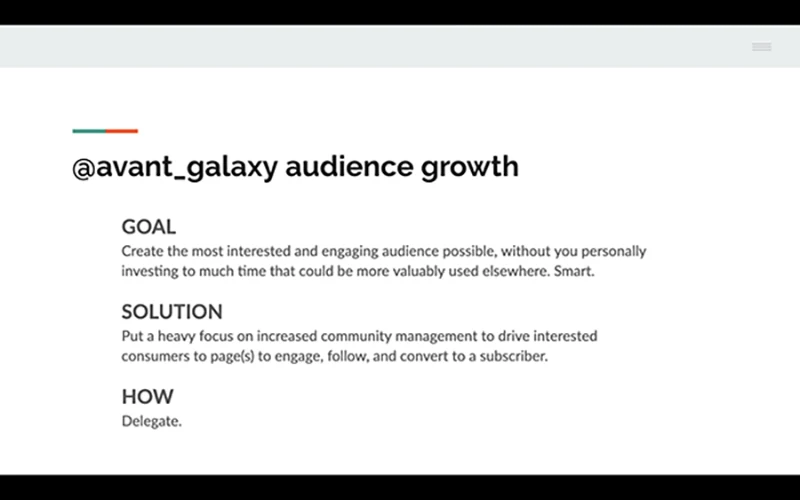 @avant_galaxy audience growth
GOAL
Create the most interested and engaging audience possible, without you personally
investing to much time that could be more valuably used elsewhere. Smart.
SOLUTION
Put a heavy focus on increased community management to drive interested
consumers to page(s) to engage, follow, and convert to a subscriber.
HOW
Delegate.